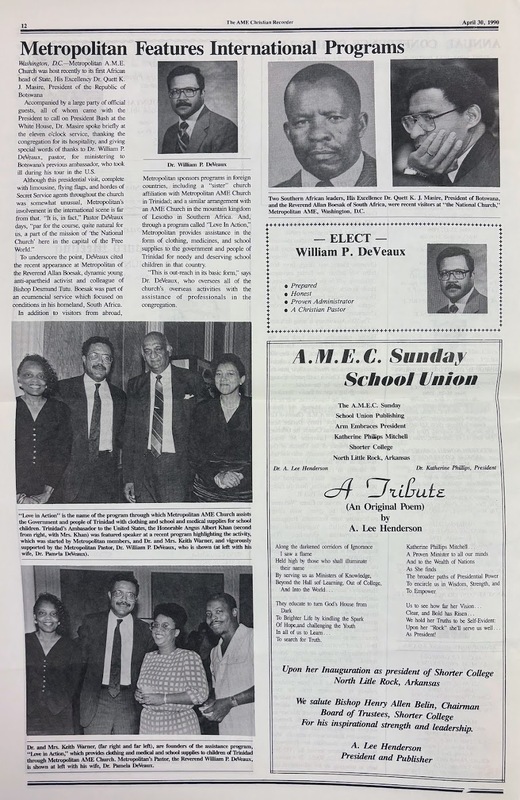 12
The AME Christian Recorder
April 30, 1990
Metropolitan Features International Programs
Washington, D.C.—Metropolitan A.M.E.
Church was host recently to its first African
head of State, His Excellency Dr. Quett K.
J. Masire, President of the Republic of
Botswana
Accompanied by a large party of official
guests, all of whom came with the
President to call on President Bush at the
White House, Dr. Masire spoke briefly at
the eleven o'clock service, thanking the
congregation for its hospitality, and giving
special words of thanks to Dr. William P.
DeVeaux, pastor, for ministering to
Botswana's previous ambassador, who took
ill during his tour in the U.S.
Although this presidential visit, complete
with limousine, flying flags, and hordes of
Secret Service agents throughout the church
was somewhat unusual, Metropolitan's
involvement in the international scene is far
from that. "It is, in fact," Pastor DeVeaux
days, "par for the course, quite natural for
us, a part of the mission of 'the National
Church' here in the capital of the Free
World."
To underscore the point, DeVeaux cited
the recent appearance at Metropolitan of
the Reverend Allan Boesak, dynamic young
anti-apartheid activist and colleague of
Bishop Desmond Tutu. Boesak was part of
an ecumenical service which focused on
conditions in his homeland, South Africa.
In addition to visitors from abroad,
Dr. William P. DeVeaux
Metropolitan sponsors programs in foreign
countries, including a "sister" church
affiliation with Metropolitan AME Church
in Trinidad; and a similar arrangement with
an AME Church in the mountain kingdom
of Lesotho in Southern Africa. And,
through a program called "Love In Action,"
Metropolitan provides assistance in the
form of clothing, medicines, and school
supplies to the government and people of
Trinidad for needy and deserving school
children in that country.
"This is out-reach in its basic form," says
Dr. DeVeaux, who oversees all of the
church's overseas activities with the
assistance of professionals in the
congregation.
Two Southern African leaders, His Excellence Dr. Quett K. J. Masire, President of Botswana,
and the Reverend Allan Boesak of South Africa, were recent visitors at "the National Church,"
Metropolitan AME, Washington, D.C.
— ELECT —
William P. DeVeaux
• Prepared
• Honest
• Proven Administrator
• A Christian Pastor
"Love in Action" is the name of the program through which Metropolitan AME Church assists
the Government and people of Trinidad with clothing and school and medical supplies for school
children. Trinidad's Ambassador to the United States, the Honorable Angus Albert Khan (second
from right, with Mrs. Khan) was featured speaker at a recent program highlighting the activity,
which was started by Metropolitan members, Dr. and Mrs. Keith Warner, and vigorously
supported by the Metropolitan Pastor, Dr. William P. DeVeaux, who is shown (at left with his
wife, Dr. Pamela DeVeaux).
Dr. and Mrs. Keith Warner, (far right and far left), are founders of the assistance program,
"Love in Action," which provides clothing and medical and school supplies to children of Trinidad
through Metropolitan AME Church. Metropolitan's Pastor, the Reverend William P. DeVeaux,
is shown at left with his wife, Dr. Pamela DeVeaux.
A.M.E.C. Sunday
School Union
The A.M.E.C. Sunday
School Union Publishing
Arm Embraces President
Katherine Philips Mitchell
Shorter College
North Little Rock, Arkansas
Dr. A. Lee Henderson
Dr. Katherine Phillips, President
A Tribute
(An Original Poem)
by
A. Lee Henderson
Along the darkened corridors of Ignorance
I saw a flame
Held high by those who shall illuminate
their name
By serving us as Ministers of Knowledge,
Beyond the Hall of Learning, Out of College,
And Into the World . . .
They educate to turn God's House from
Dark
To Brighter Life by kindling the Spark
Of Hope,and challenging the Youth
In all of us to Learn
To search for Truth.
Katherine Phillips Mitchell
A Proven Minister to all our minds
And to the Wealth of Nations
As She finds
The broader paths of Presidential Power
To encircle us in Wisdom, Strength, and
To Empower
Us to see how far her Vision . . .
Clear, and Bold has Risen . . .
We hold her Truths to be Self-Evident:
Upon her "Rock" she'll serve us well . . .
As President!
Upon her Inauguration as president of Shorter College
North Litle Rock, Arkansas
We salute Bishop Henry Allen Belin, Chairman
Board of Trustees, Shorter College
For his inspirational strength and leadership.
A. Lee Henderson
President and Publisher